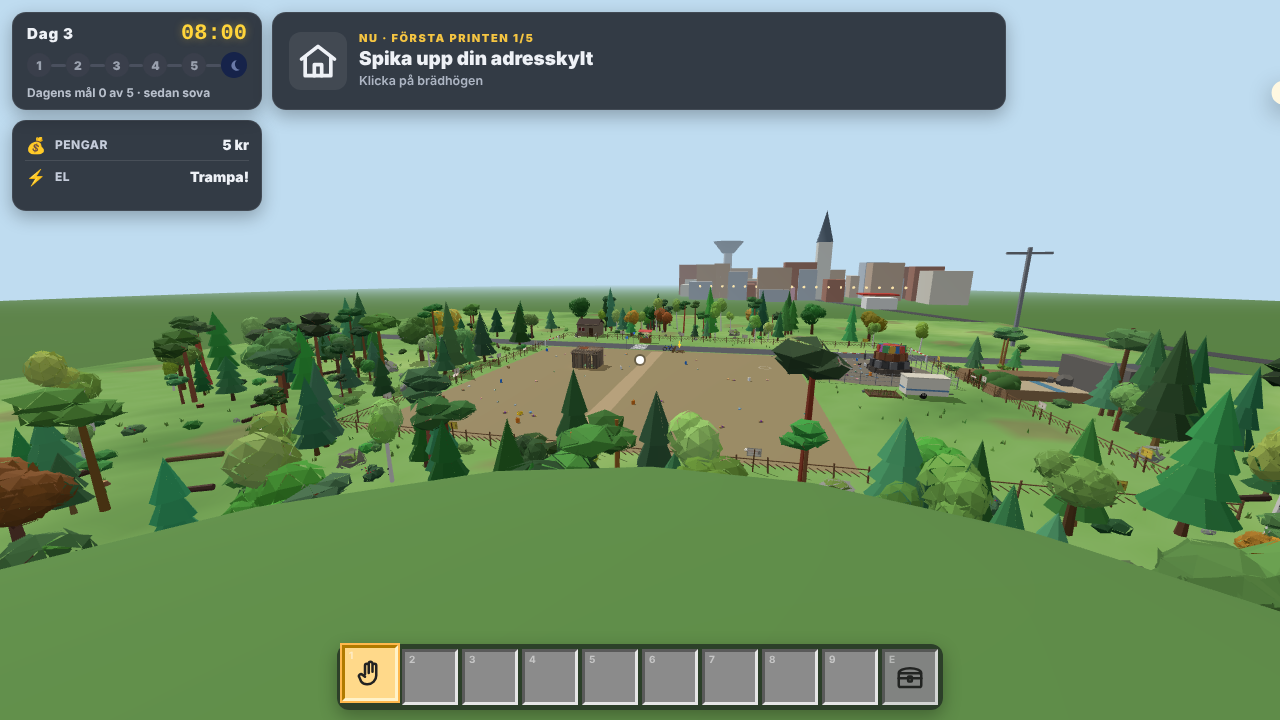 Dag 3
08:00
1 2 3 4 5
Dagens mål 0 av 5 · sedan sova
NU · FÖRSTA PRINTEN 1/5
Spika upp din adresskylt
Klicka på brädhögen
PENGAR 5 kr
EL Trampa!
1 2 3 4 5 6 7 8 9 E